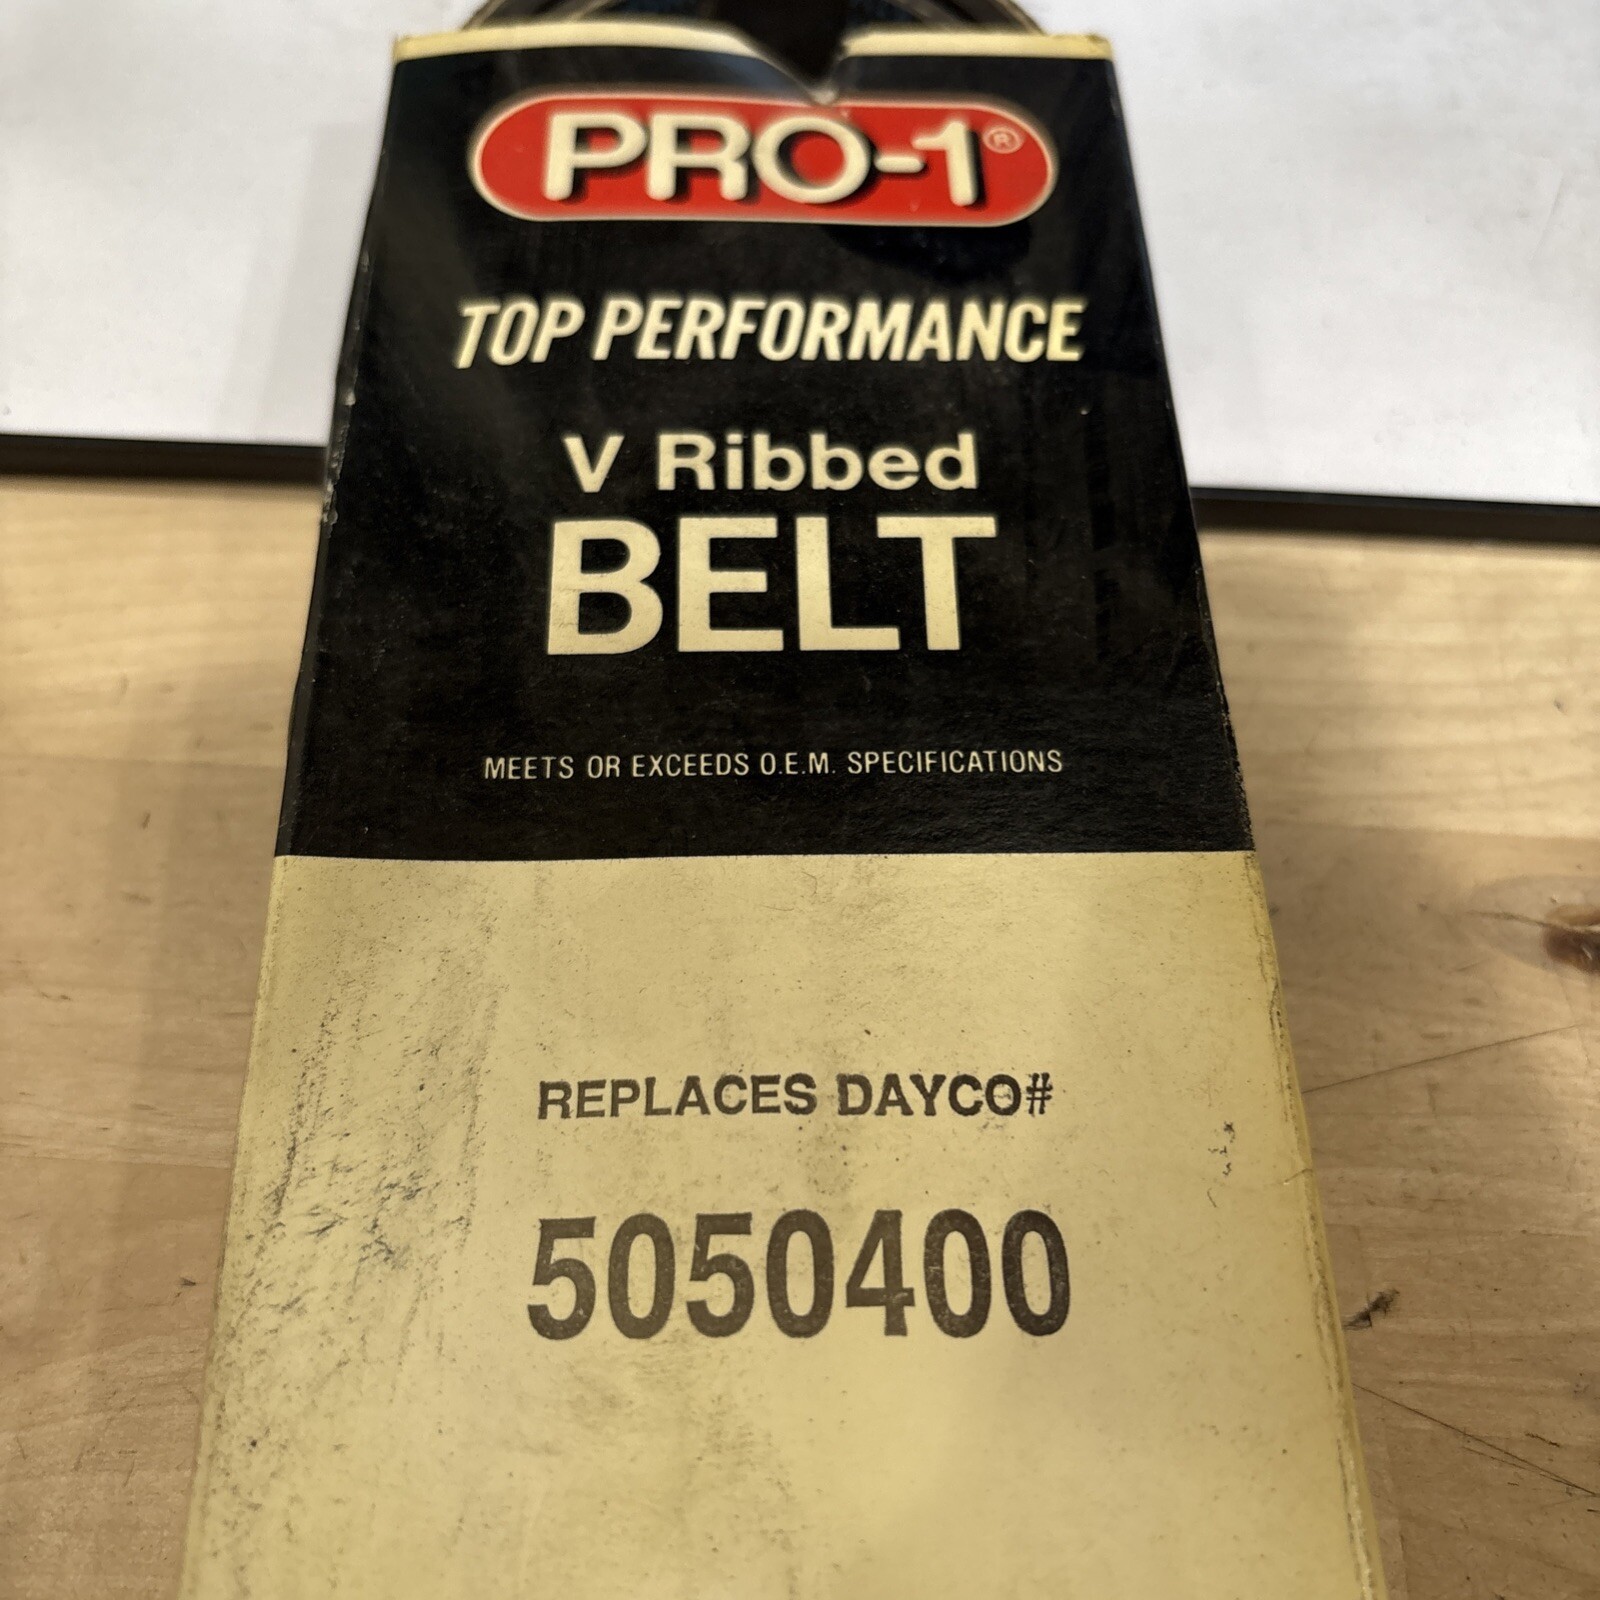 PRO-1®
TOP PERFORMANCE
V Ribbed
BELT
MEETS OR EXCEEDS O.E.M. SPECIFICATIONS
REPLACES DAYCO#
5050400